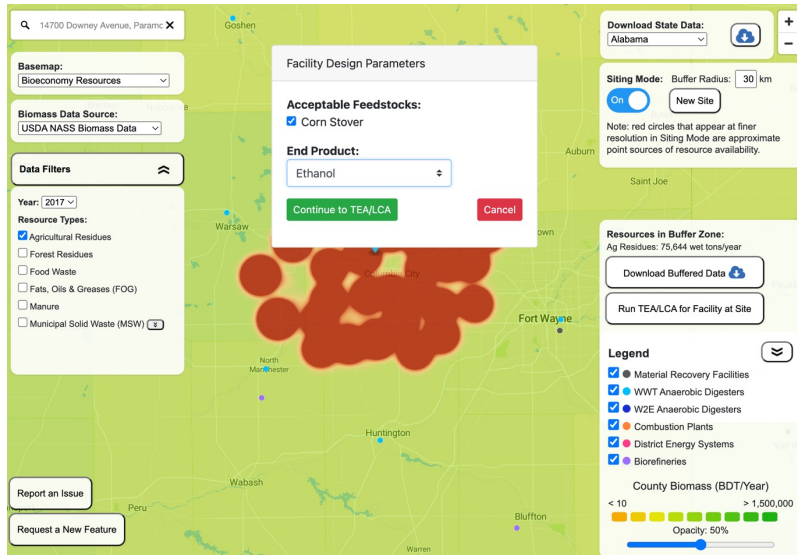 14700 Downey Avenue, Paramc
Basemap:
Bioeconomy Resources
Biomass Data Source:
USDA NASS Biomass Data
Data Filters
Year: 2017
Resource Types:
Agricultural Residues
Forest Residues
Food Waste
Fats, Oils & Greases (FOG)
Manure
Municipal Solid Waste (MSW)
Report an Issue
Request a New Feature
Facility Design Parameters
Acceptable Feedstocks:
Corn Stover
End Product:
Ethanol
Continue to TEA/LCA
Cancel
Goshen
Auburn
Saint Joe
Warsaw
Columbia City
Fort Wayne
North
Manchester
Huntington
Wabash
Peru
Bluffton
Warren
Download State Data:
Alabama
+
−
Siting Mode: Buffer Radius: 30 km
On
New Site
Note: red circles that appear at finer
resolution in Siting Mode are approximate
point sources of resource availability.
Resources in Buffer Zone:
Ag Residues: 75,644 wet tons/year
Download Buffered Data
Run TEA/LCA for Facility at Site
Legend
Material Recovery Facilities
WWT Anaerobic Digesters
W2E Anaerobic Digesters
Combustion Plants
District Energy Systems
Biorefineries
County Biomass (BDT/Year)
< 10 > 1,500,000
Opacity: 50%